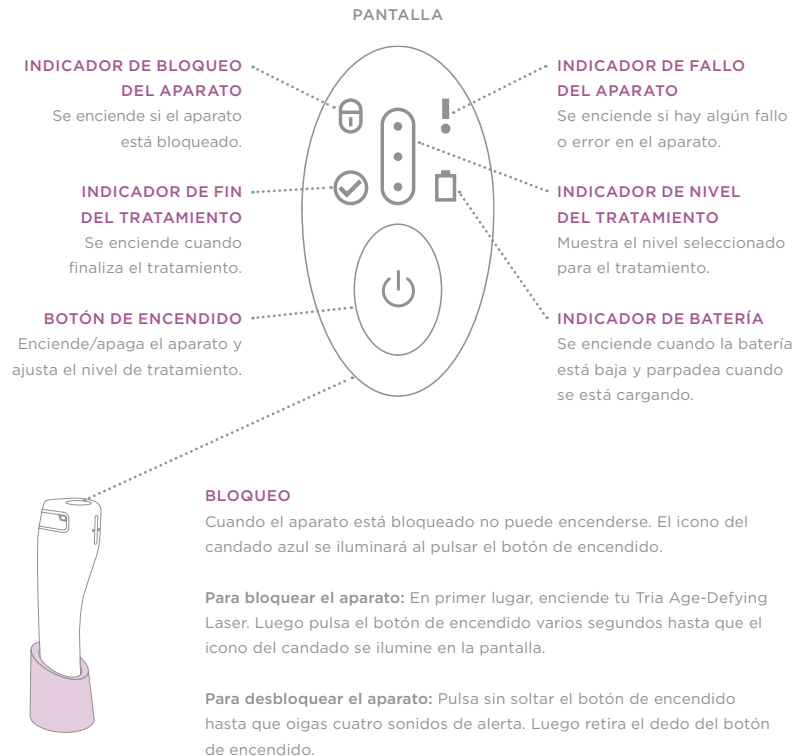 PANTALLA
INDICADOR DE BLOQUEO
DEL APARATO
Se enciende si el aparato
está bloqueado.
INDICADOR DE FIN
DEL TRATAMIENTO
Se enciende cuando
finaliza el tratamiento.
BOTÓN DE ENCENDIDO
Enciende/apaga el aparato y
ajusta el nivel de tratamiento.
INDICADOR DE FALLO
DEL APARATO
Se enciende si hay algún fallo
o error en el aparato.
INDICADOR DE NIVEL
DEL TRATAMIENTO
Muestra el nivel seleccionado
para el tratamiento.
INDICADOR DE BATERÍA
Se enciende cuando la batería
está baja y parpadea cuando
se está cargando.
BLOQUEO
Cuando el aparato está bloqueado no puede encenderse. El icono del
candado azul se iluminará al pulsar el botón de encendido.
Para bloquear el aparato: En primer lugar, enciende tu Tria Age-Defying
Laser. Luego pulsa el botón de encendido varios segundos hasta que el
icono del candado se ilumine en la pantalla.
Para desbloquear el aparato: Pulsa sin soltar el botón de encendido
hasta que oigas cuatro sonidos de alerta. Luego retira el dedo del botón
de encendido.